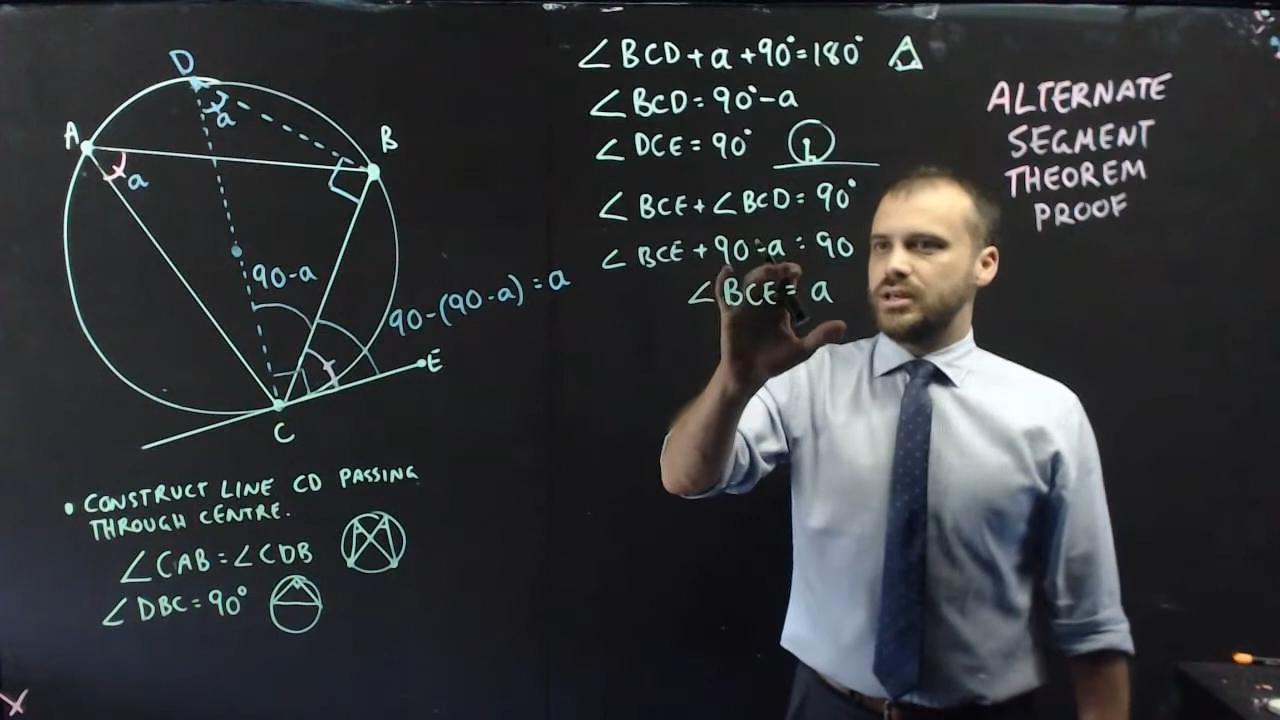 D
a
A
B
a
90-a
90-(90-a)=a
E
C
• CONSTRUCT LINE CD PASSING
THROUGH CENTRE.
∠CAB=∠CDB
∠DBC=90°
∠BCD+a+90°=180°
∠BCD=90°-a
∠DCE=90°
∠BCE+∠BCD=90°
∠BCE+90-a=90
∠BCE=a
ALTERNATE
SEGMENT
THEOREM
PROOF